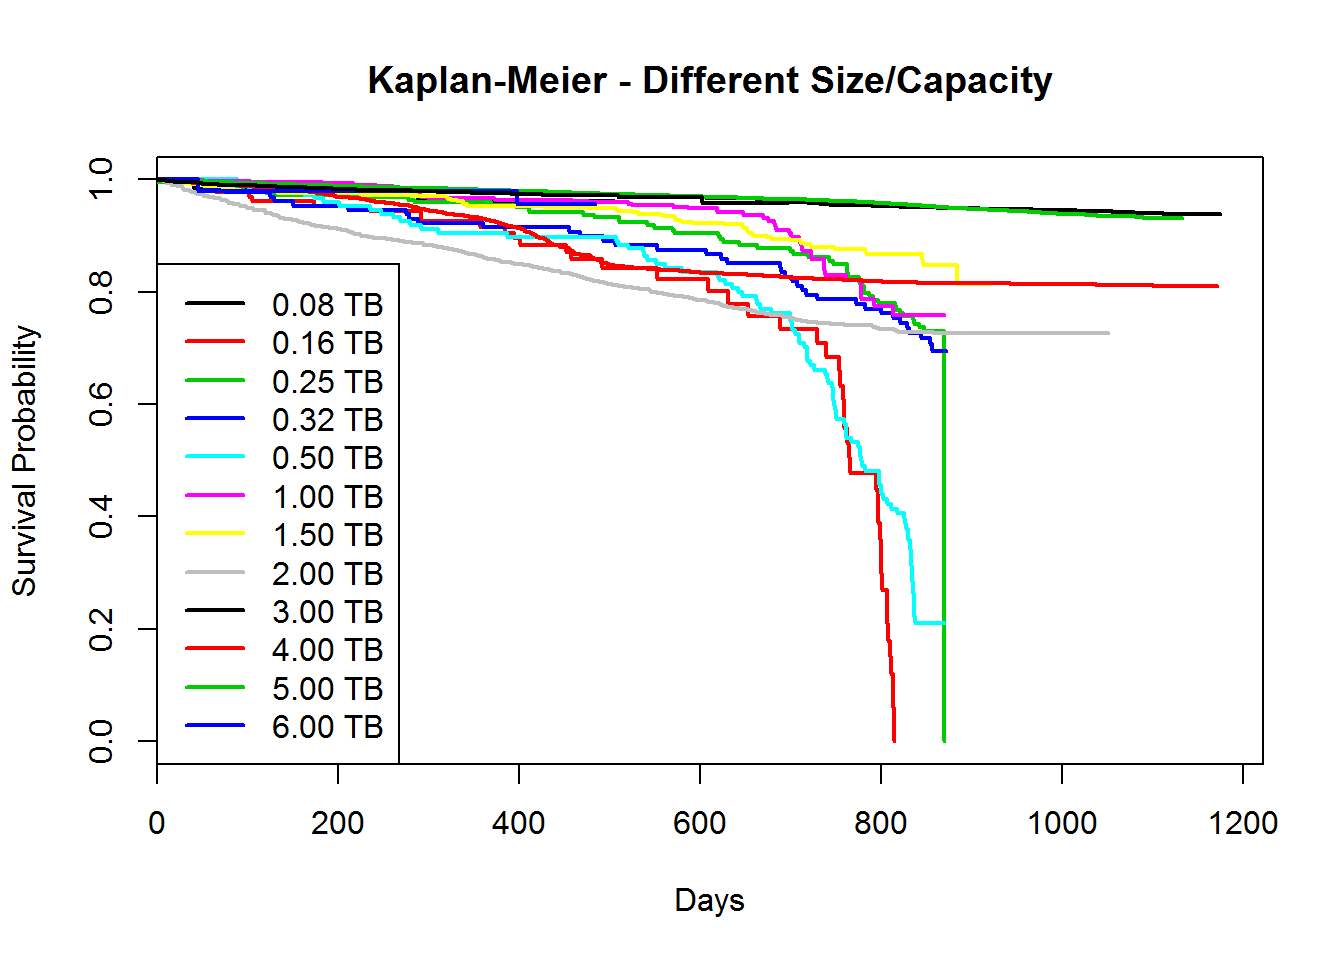 Kaplan-Meier - Different Size/Capacity
Survival Probability
1.0
0.8
0.6
0.4
0.2
0.0
0.08 TB
0.16 TB
0.25 TB
0.32 TB
0.50 TB
1.00 TB
1.50 TB
2.00 TB
3.00 TB
4.00 TB
5.00 TB
6.00 TB
0 200 400 600 800 1000 1200
Days